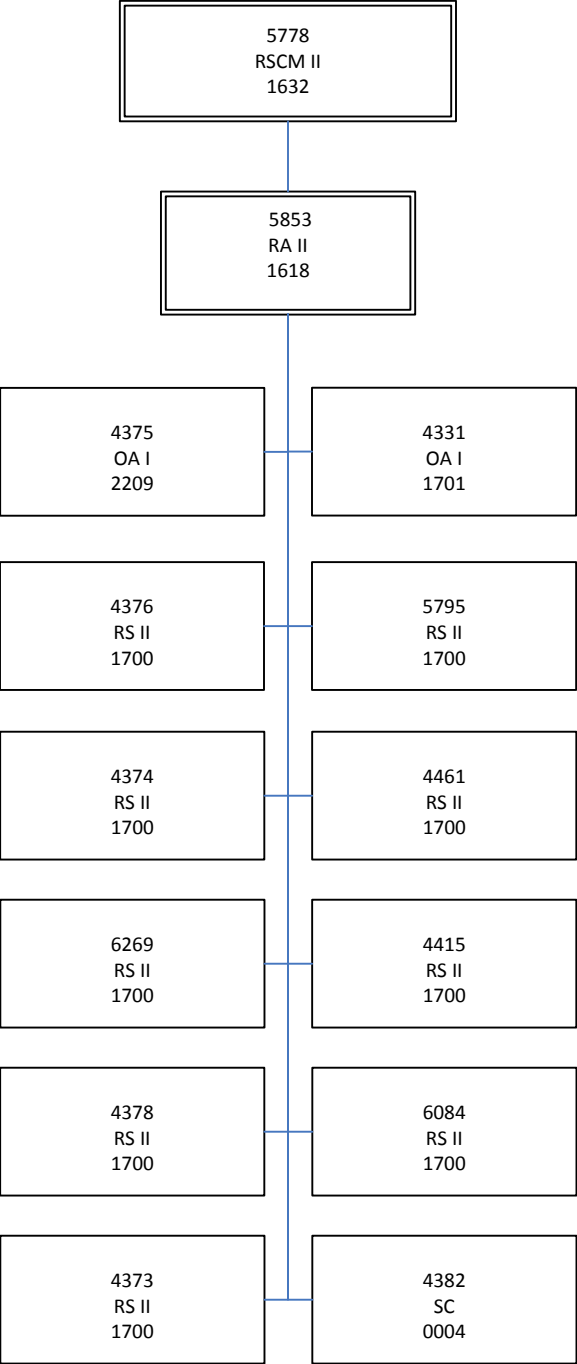 5778
RSCM II
1632
5853
RA II
1618
4375
OA I
2209
4331
OA I
1701
4376
RS II
1700
5795
RS II
1700
4374
RS II
1700
4461
RS II
1700
6269
RS II
1700
4415
RS II
1700
4378
RS II
1700
6084
RS II
1700
4373
RS II
1700
4382
SC
0004